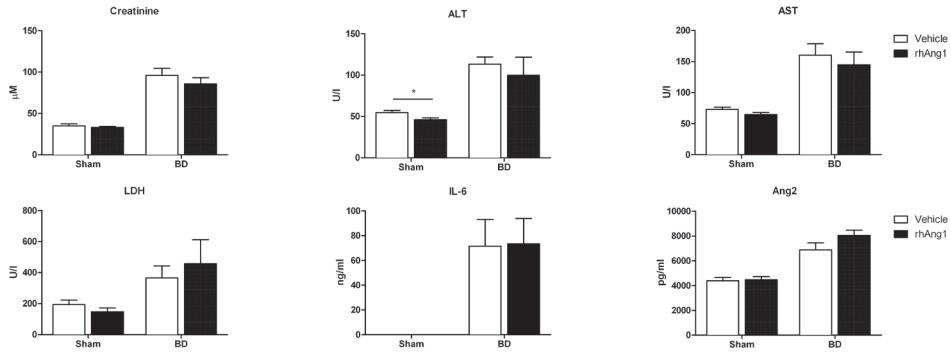 Creatinine
150
100
50
0
μM
Sham
BD
ALT
150
100
50
0
U/l
*
Sham
BD
AST
200
150
100
50
0
U/l
Sham
BD
Vehicle
rhAng1
LDH
800
600
400
200
0
U/l
Sham
BD
IL-6
100
80
60
40
20
0
ng/ml
Sham
BD
Ang2
10000
8000
6000
4000
2000
0
pg/ml
Sham
BD
Vehicle
rhAng1